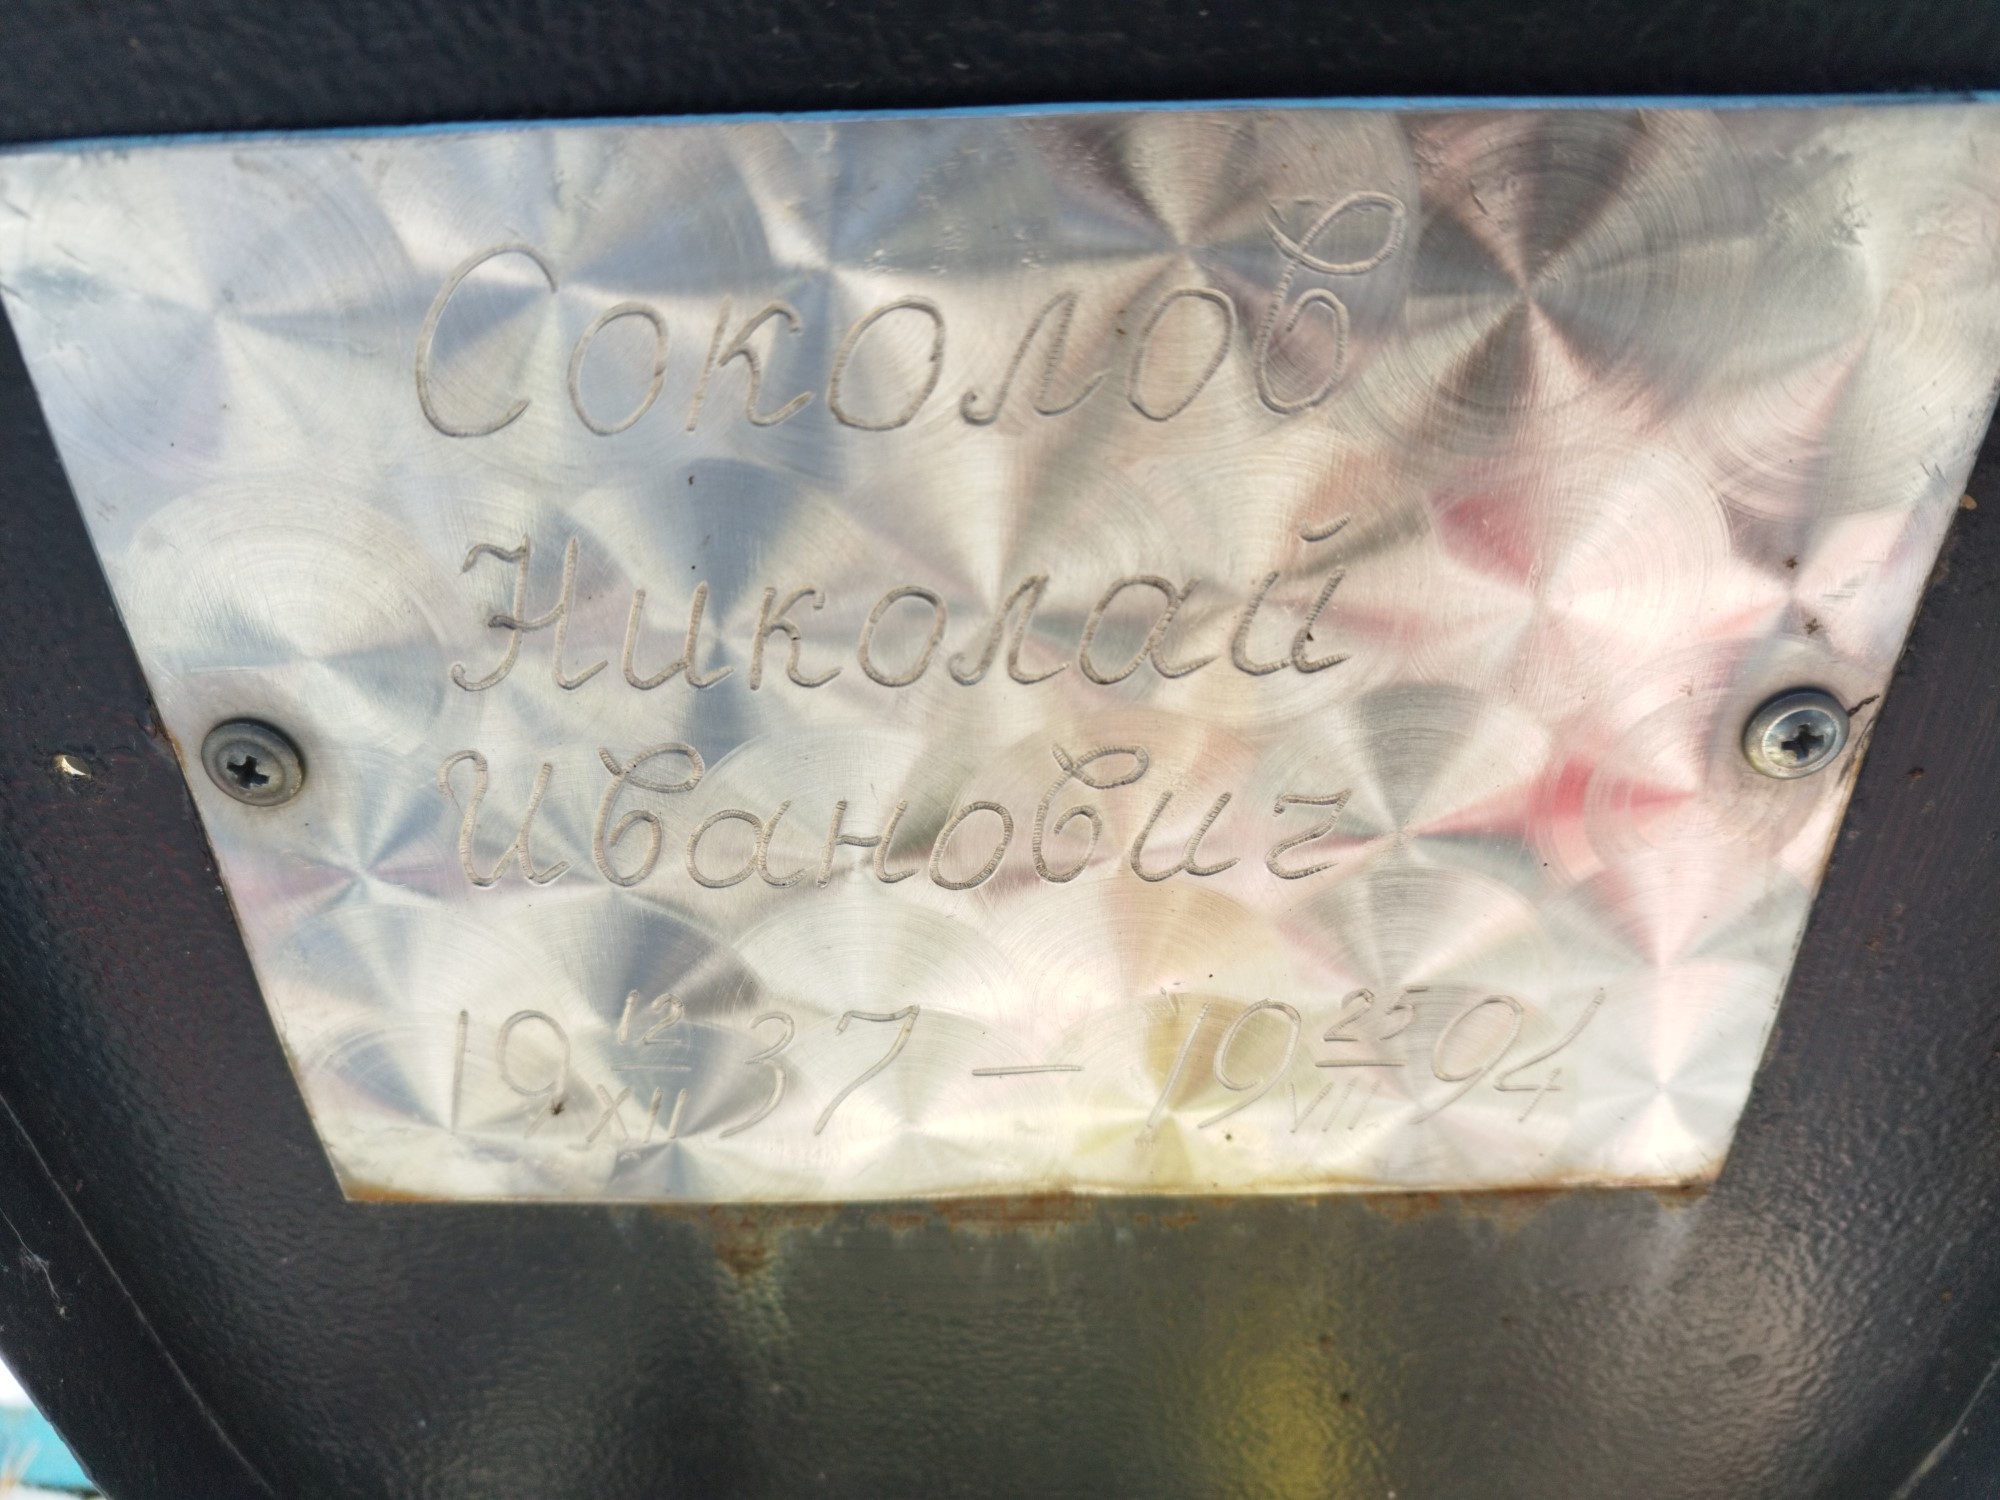 Соколов
Николай
Иванович
19 12/XII 37 — 19 25/VII 94